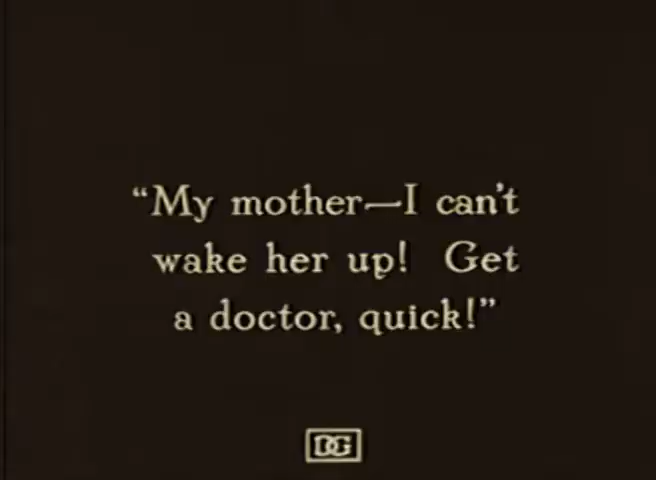 “My mother—I can't
wake her up! Get
a doctor, quick!”
DG